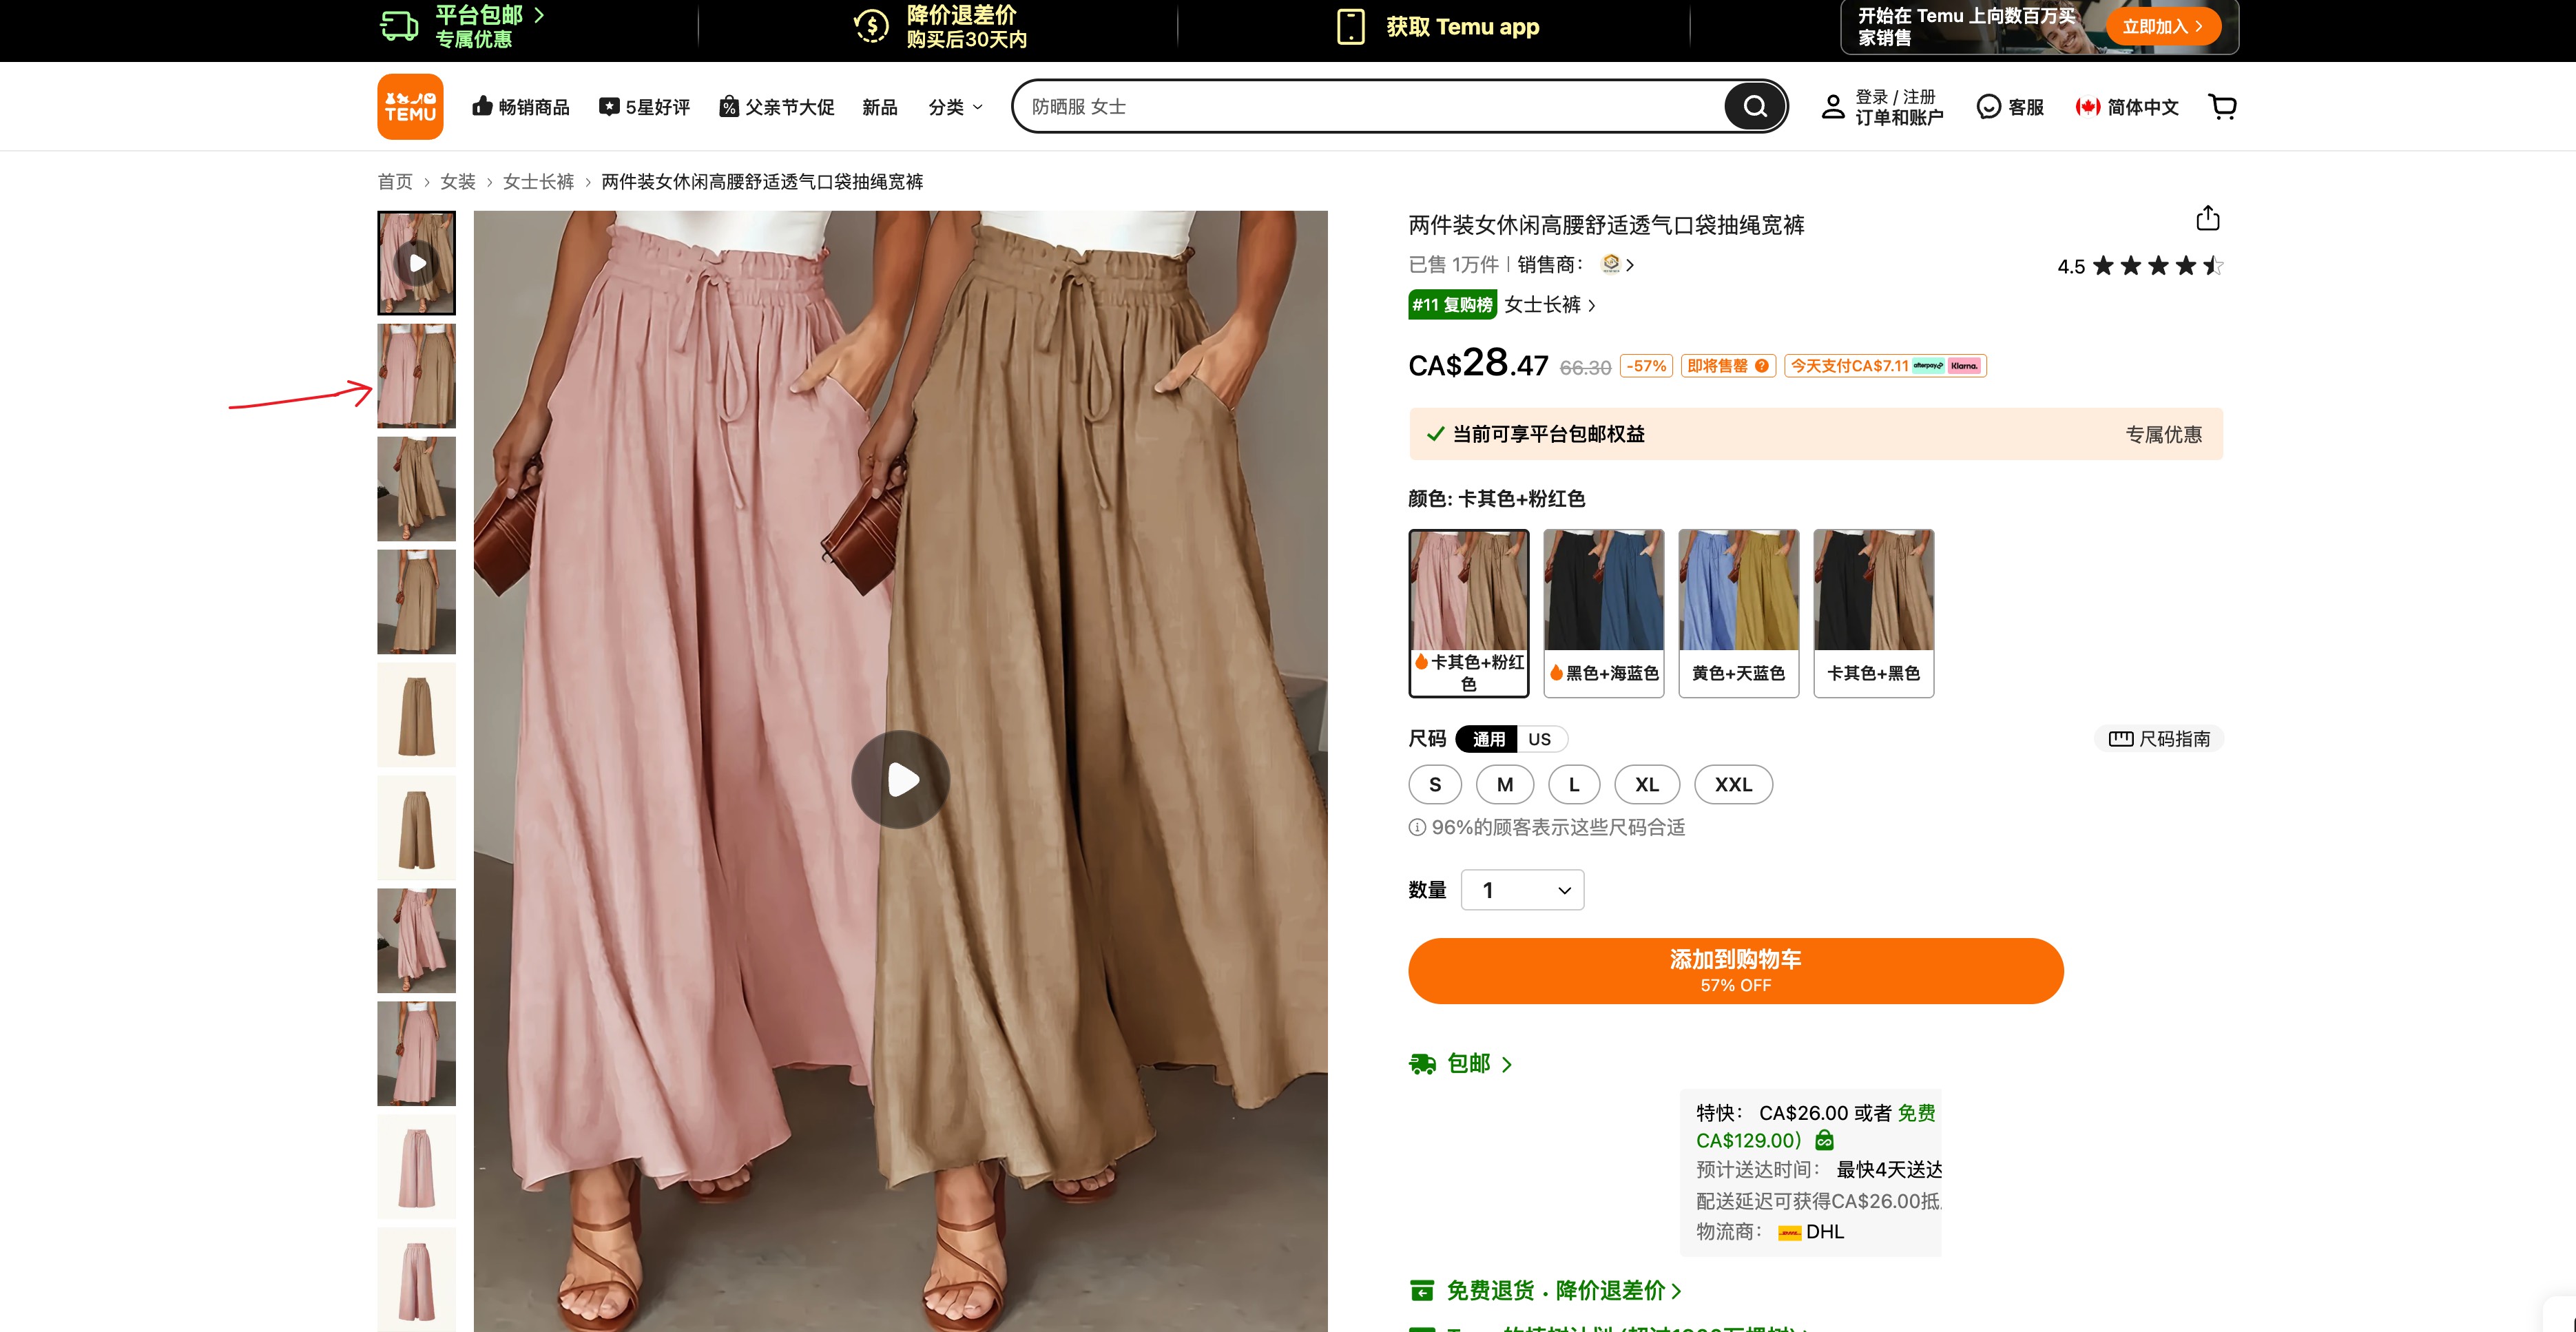 平台包邮
专属优惠
降价退差价
购买后30天内
获取 Temu app
开始在 Temu 上向数百万买
家销售
立即加入
TEMU
畅销商品
5星好评
父亲节大促
新品
分类
防晒服 女士
登录 / 注册
订单和账户
客服
简体中文
首页 › 女装 › 女士长裤 › 两件装女休闲高腰舒适透气口袋抽绳宽裤
两件装女休闲高腰舒适透气口袋抽绳宽裤
已售 1万件 | 销售商：
4.5
#11 复购榜 女士长裤
CA$28.47 66.30 -57% 即将售罄 今天支付CA$7.11 afterpay Klarna.
当前可享平台包邮权益 专属优惠
颜色: 卡其色+粉红色
卡其色+粉红
色
黑色+海蓝色
黄色+天蓝色
卡其色+黑色
尺码 通用 US
尺码指南
S M L XL XXL
96%的顾客表示这些尺码合适
数量 1
添加到购物车
57% OFF
包邮
特快： CA$26.00 或者 免费
CA$129.00)
预计送达时间： 最快4天送达
配送延迟可获得CA$26.00抵
物流商： DHL
免费退货 · 降价退差价